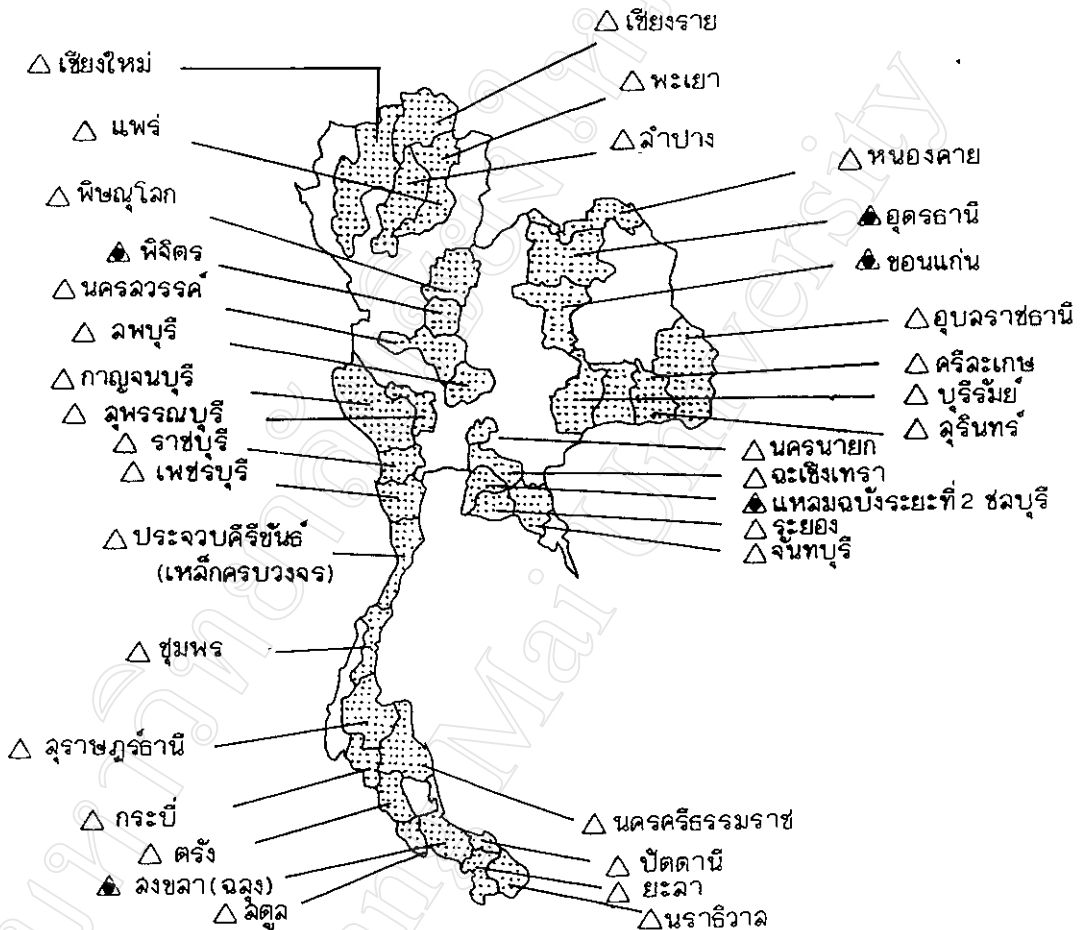 △ เชียงราย
△ เชียงใหม่
△ พะเยา
△ แพร่
△ ลำปาง
△ หนองคาย
△ พิษณุโลก
▲ อุดรธานี
▲ พิจิตร
▲ ขอนแก่น
△ นครสวรรค์
△ ลพบุรี
△ อุบลราชธานี
△ ศรีสะเกษ
△ กาญจนบุรี
△ บุรีรัมย์
△ สุพรรณบุรี
△ สุรินทร์
△ ราชบุรี
△ นครนายก
△ เพชรบุรี
△ ฉะเชิงเทรา
▲ แหลมฉบังระยะที่ 2 ชลบุรี
△ ระยอง
△ ประจวบคีรีขันธ์
(เหล็กครบวงจร)
△ จันทบุรี
△ ชุมพร
△ สุราษฎร์ธานี
△ กระบี่
△ นครศรีธรรมราช
△ ตรัง
△ ปัตตานี
▲ สงขลา (ฉลุง)
△ ยะลา
△ สตูล
△ นราธิวาส
Mai University